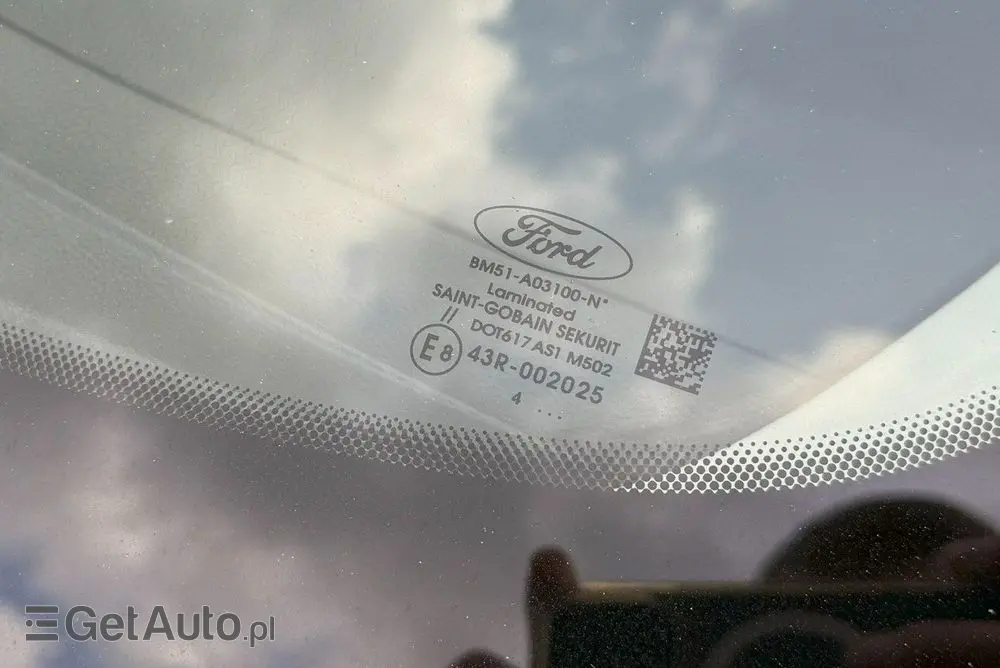 Ford
BM51-A03100-N*
Laminated
SAINT-GOBAIN SEKURIT
// DOT617 AS1 M502
E8 43R-002025
4 ...
GetAuto.pl